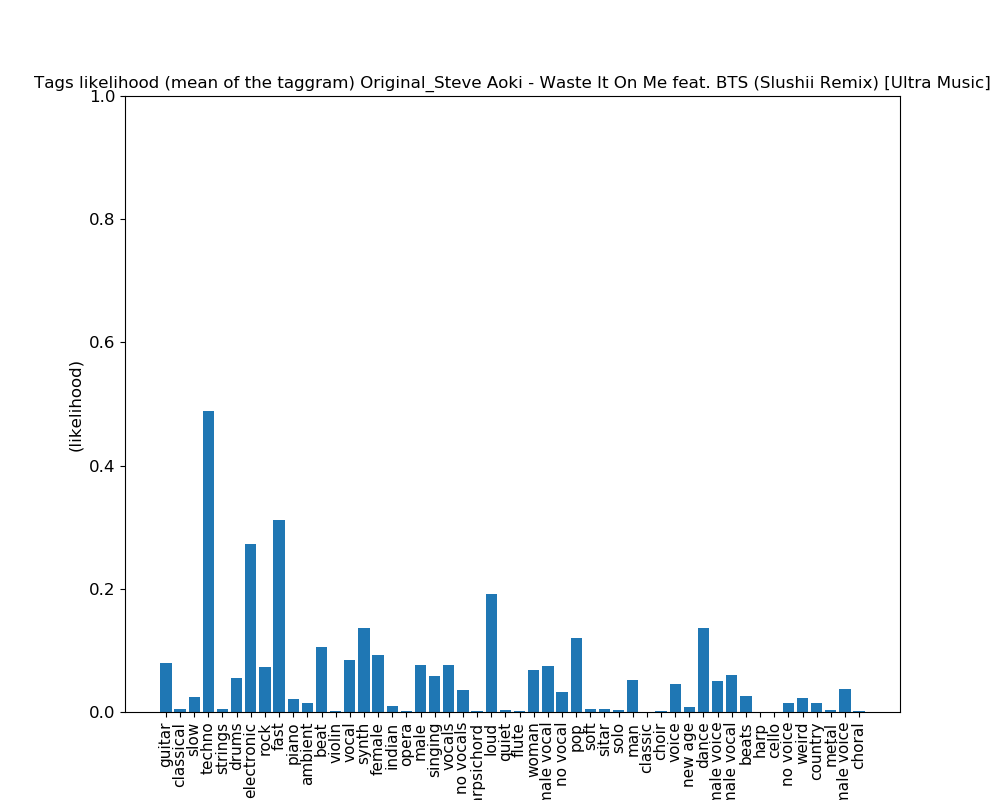 Tags likelihood (mean of the taggram) Original_Steve Aoki - Waste It On Me feat. BTS (Slushii Remix) [Ultra Music]
1.0
0.8
0.6
0.4
0.2
0.0
(likelihood)
guitar
classical
slow
techno
strings
drums
electronic
rock
fast
piano
ambient
beat
violin
vocal
synth
female
indian
opera
male
singing
vocals
no vocals
arpsichord
loud
quiet
flute
woman
male vocal
no vocal
pop
soft
sitar
solo
man
classic
choir
voice
new age
dance
male voice
male vocal
beats
harp
cello
no voice
weird
country
metal
male voice
choral